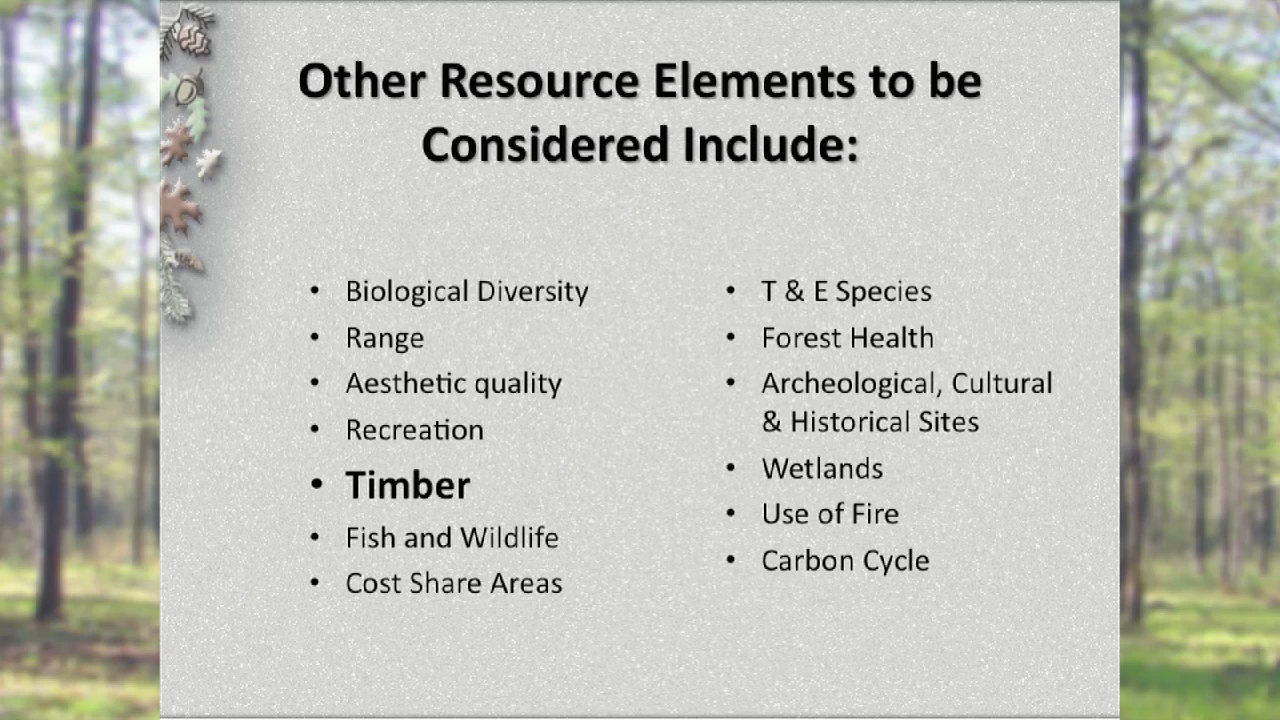 Other Resource Elements to be
Considered Include:
• Biological Diversity
• Range
• Aesthetic quality
• Recreation
• Timber
• Fish and Wildlife
• Cost Share Areas
• T & E Species
• Forest Health
• Archeological, Cultural
& Historical Sites
• Wetlands
• Use of Fire
• Carbon Cycle